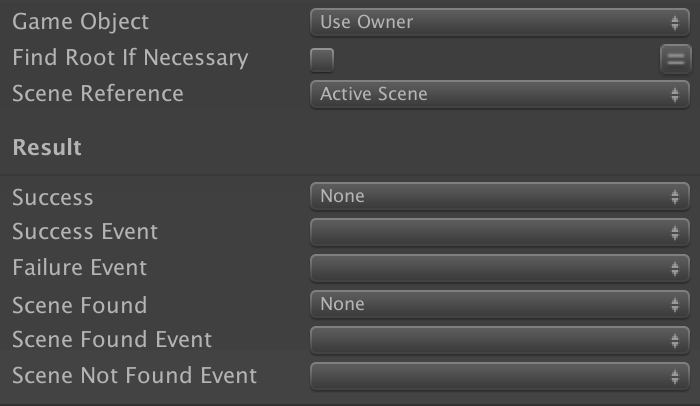 Game Object Use Owner
Find Root If Necessary
Scene Reference Active Scene
Result
Success None
Success Event
Failure Event
Scene Found None
Scene Found Event
Scene Not Found Event